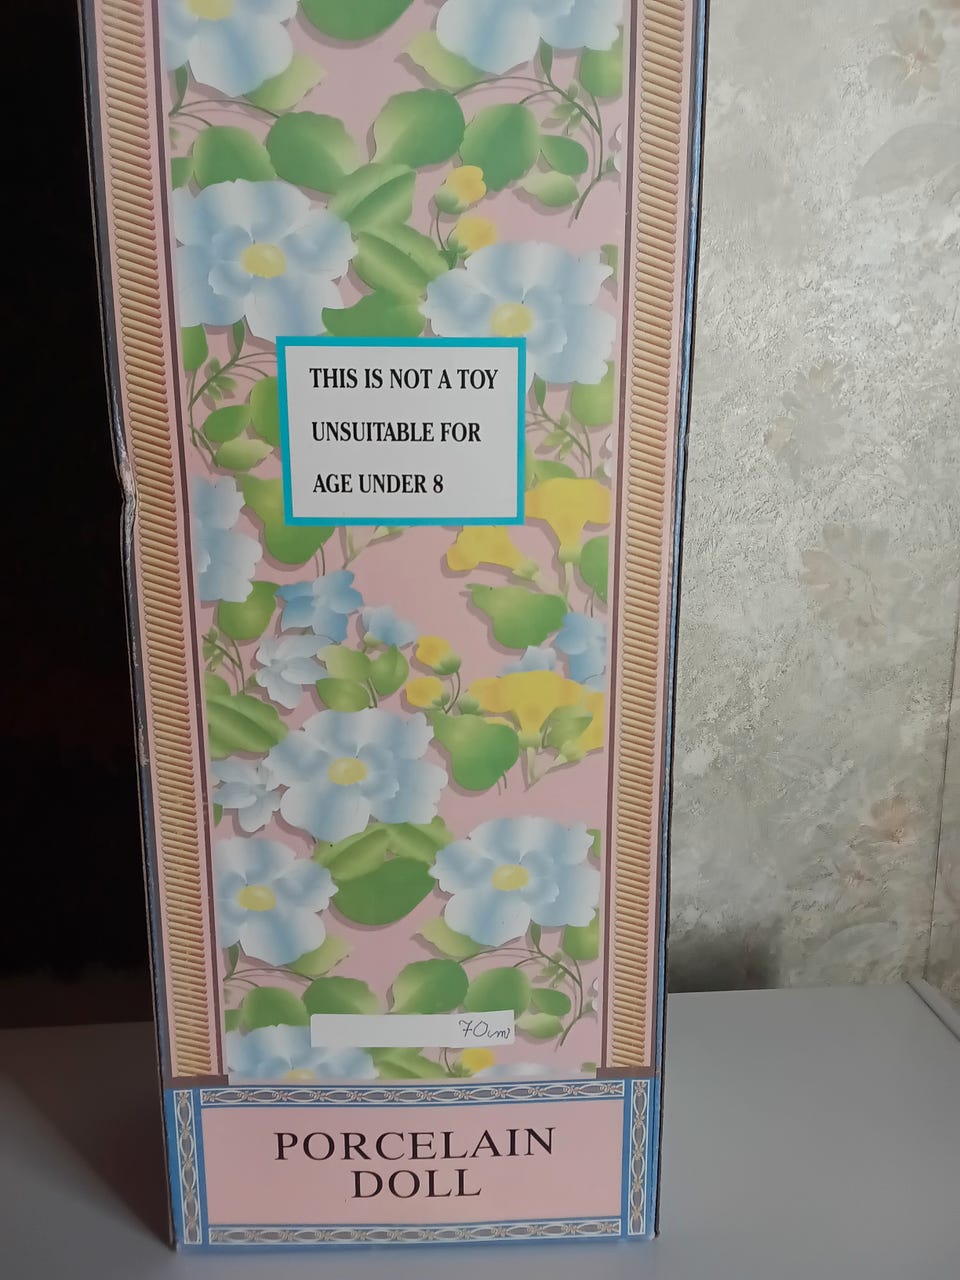 THIS IS NOT A TOY
UNSUITABLE FOR
AGE UNDER 8
70cm
PORCELAIN
DOLL